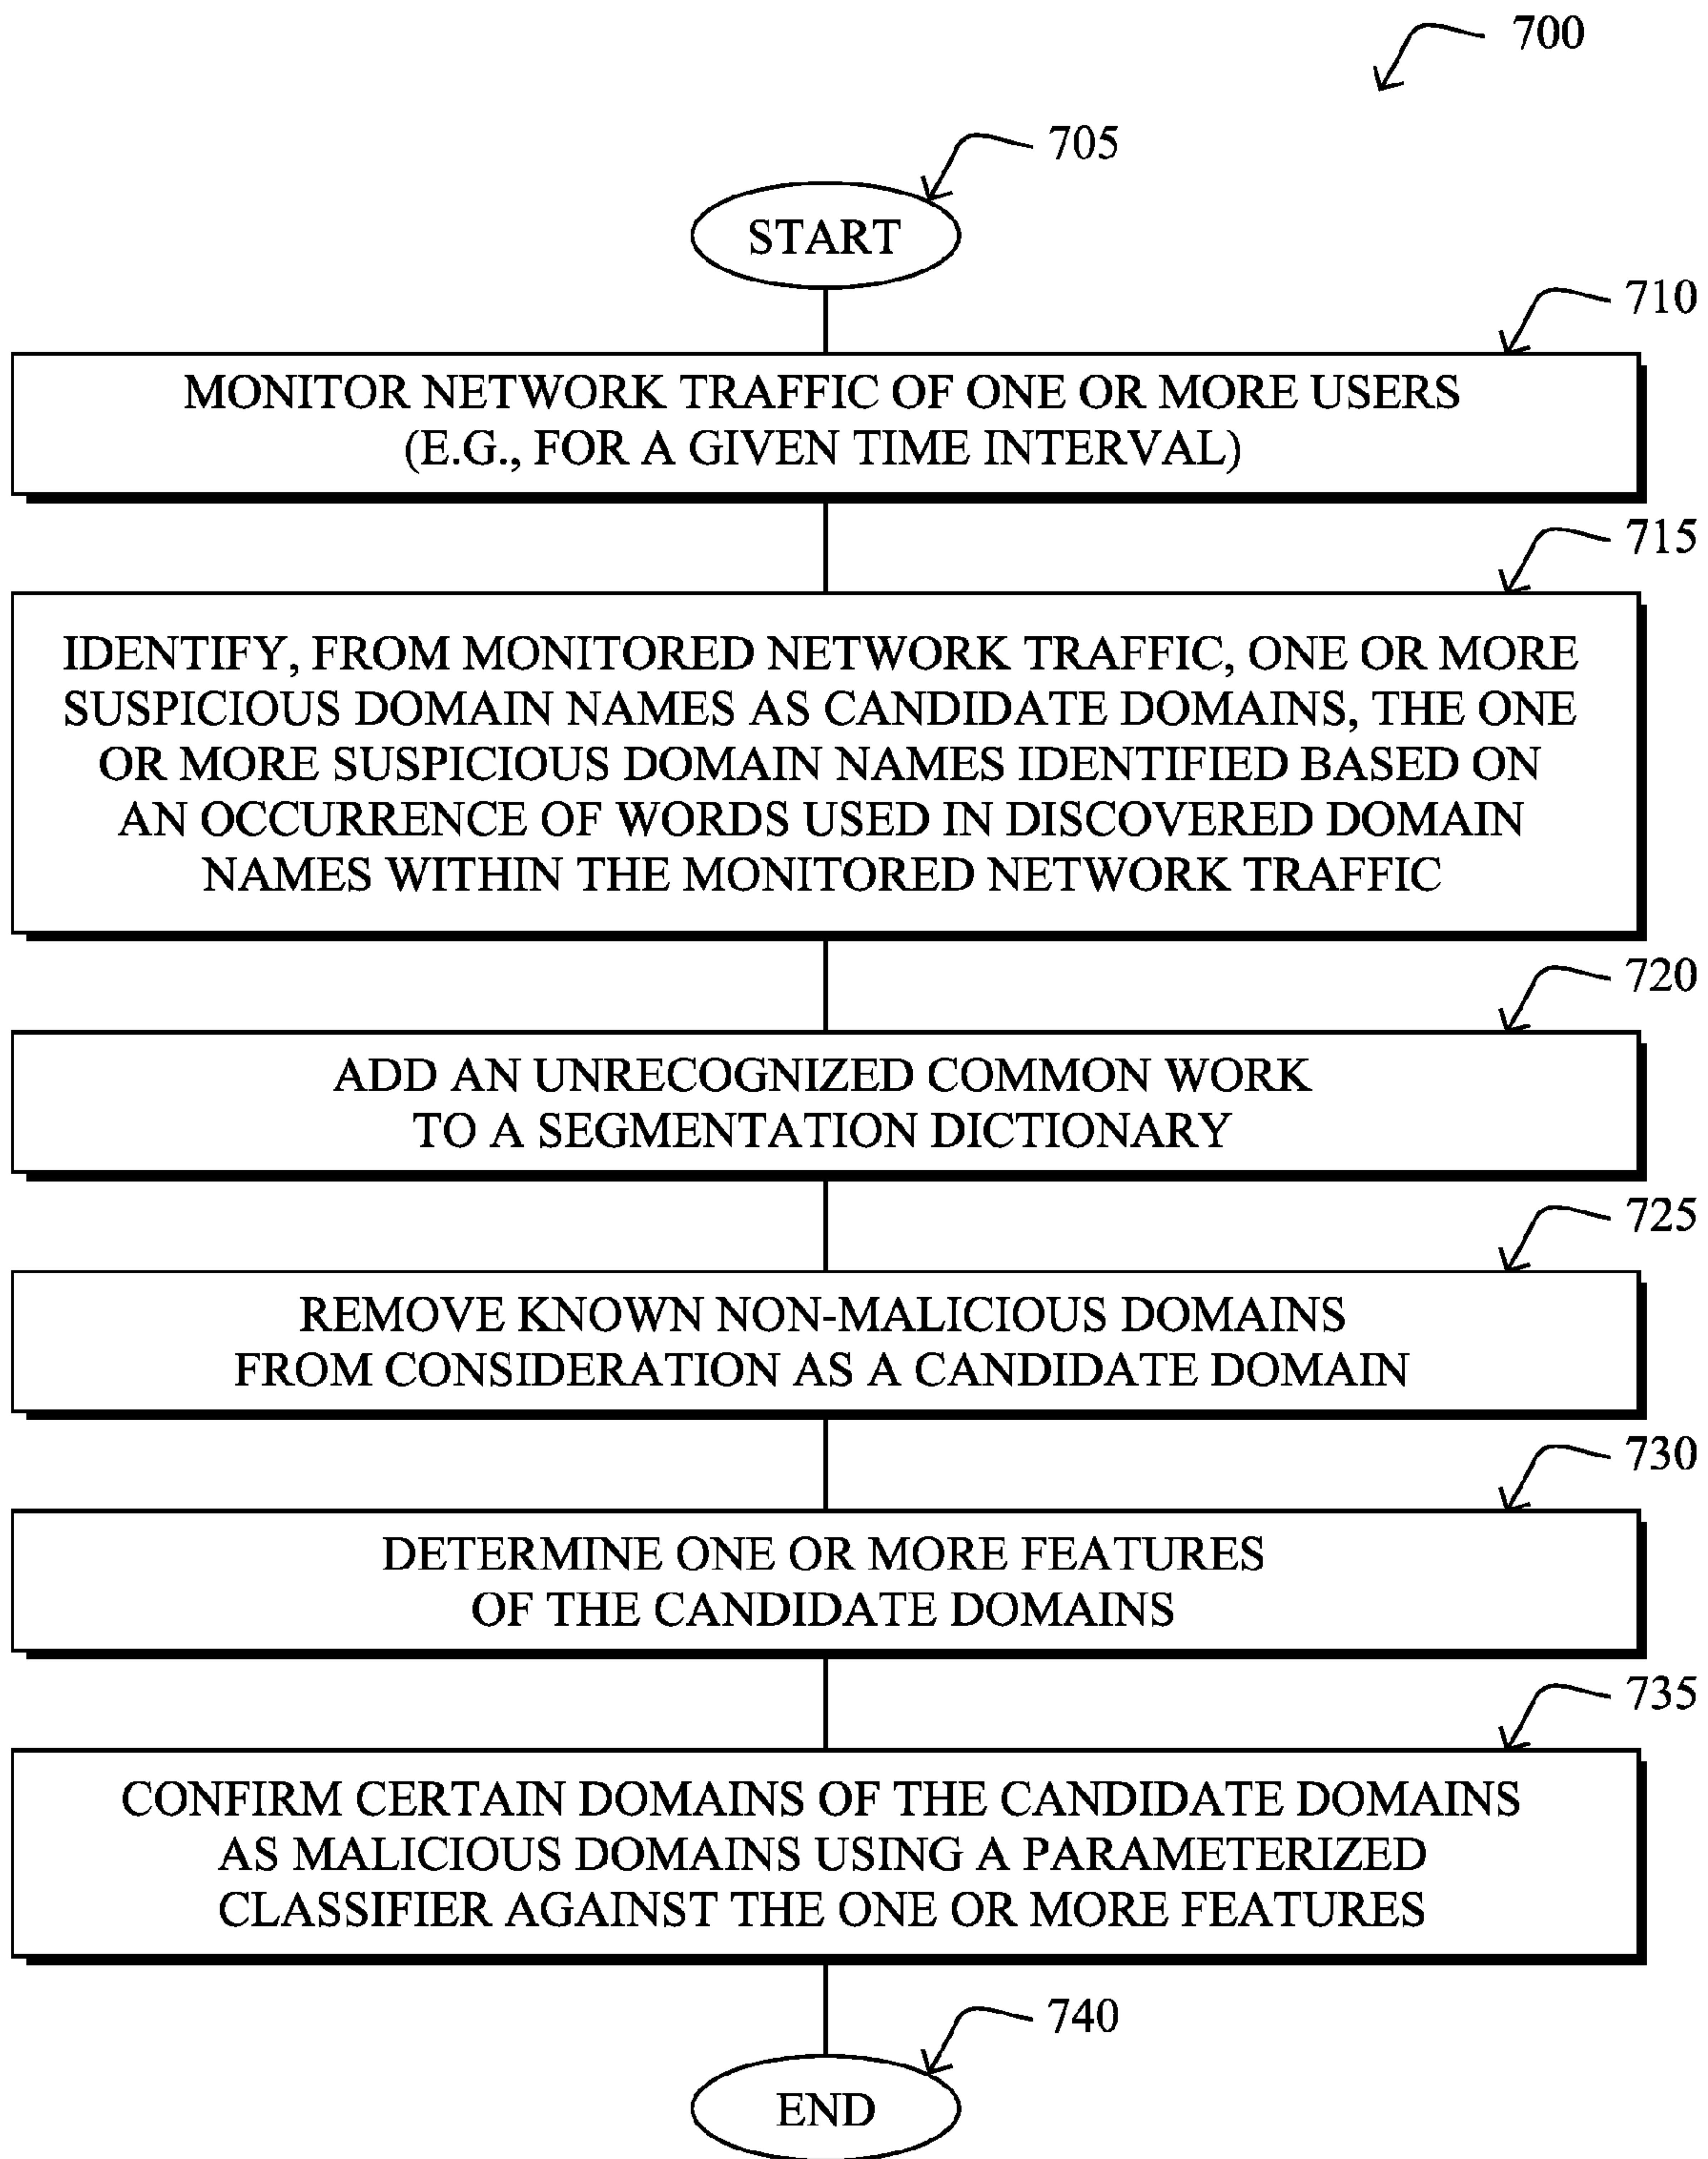 700
705
START
710
MONITOR NETWORK TRAFFIC OF ONE OR MORE USERS
(E.G., FOR A GIVEN TIME INTERVAL)
715
IDENTIFY, FROM MONITORED NETWORK TRAFFIC, ONE OR MORE
SUSPICIOUS DOMAIN NAMES AS CANDIDATE DOMAINS, THE ONE
OR MORE SUSPICIOUS DOMAIN NAMES IDENTIFIED BASED ON
AN OCCURRENCE OF WORDS USED IN DISCOVERED DOMAIN
NAMES WITHIN THE MONITORED NETWORK TRAFFIC
720
ADD AN UNRECOGNIZED COMMON WORK
TO A SEGMENTATION DICTIONARY
725
REMOVE KNOWN NON-MALICIOUS DOMAINS
FROM CONSIDERATION AS A CANDIDATE DOMAIN
730
DETERMINE ONE OR MORE FEATURES
OF THE CANDIDATE DOMAINS
735
CONFIRM CERTAIN DOMAINS OF THE CANDIDATE DOMAINS
AS MALICIOUS DOMAINS USING A PARAMETERIZED
CLASSIFIER AGAINST THE ONE OR MORE FEATURES
740
END